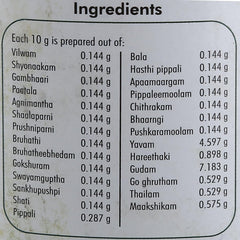 Ingredients
Each 10 g is prepared out of:
Vilwam 0.144 g
Shyonaakam 0.144 g
Gambhaari 0.144 g
Paatala 0.144 g
Agnimantha 0.144 g
Shaalaparni 0.144 g
Prushniparni 0.144 g
Bruhathi 0.144 g
Bruhatheebhedam 0.144 g
Gokshuram 0.144 g
Swayamguptha 0.144 g
Sankhupushpi 0.144 g
Shati 0.144 g
Pippali 0.287 g
Bala 0.144 g
Hasthi pippali 0.144 g
Apaamaargam 0.144 g
Pippaleemoolam 0.144 g
Chithrakam 0.144 g
Bhaarngi 0.144 g
Pushkaramoolam 0.144 g
Yavam 4.597 g
Hareethaki 0.898 g
Gudam 7.183 g
Go ghrutham 0.529 g
Thailam 0.529 g
Maakshikam 0.575 g